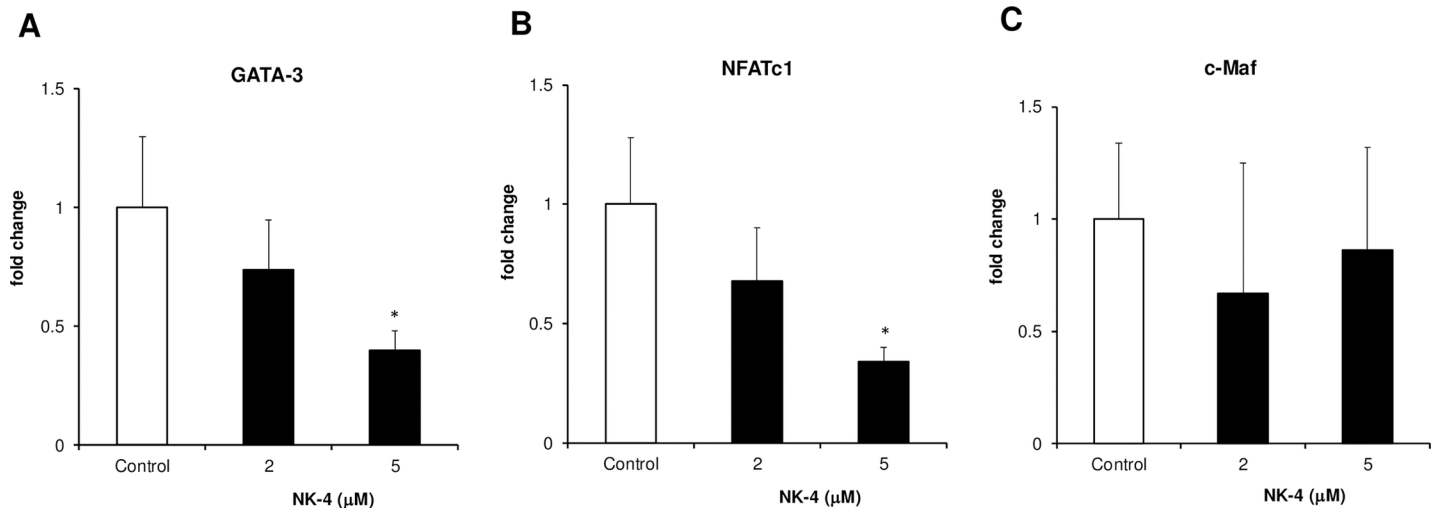 A
GATA-3
1.5
1
0.5
0
fold change
*
Control 2 5
NK-4 (μM)
B
NFATc1
1.5
1
0.5
0
fold change
*
Control 2 5
NK-4 (μM)
C
c-Maf
1.5
1
0.5
0
fold change
Control 2 5
NK-4 (μM)